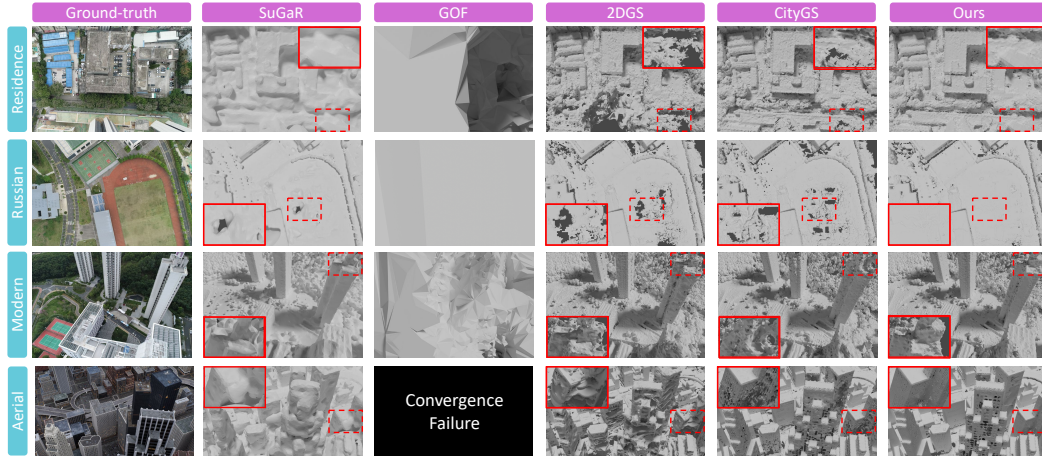 Ground-truth
SuGaR
GOF
2DGS
CityGS
Ours
Residence
Russian
Modern
Aerial
Convergence
Failure